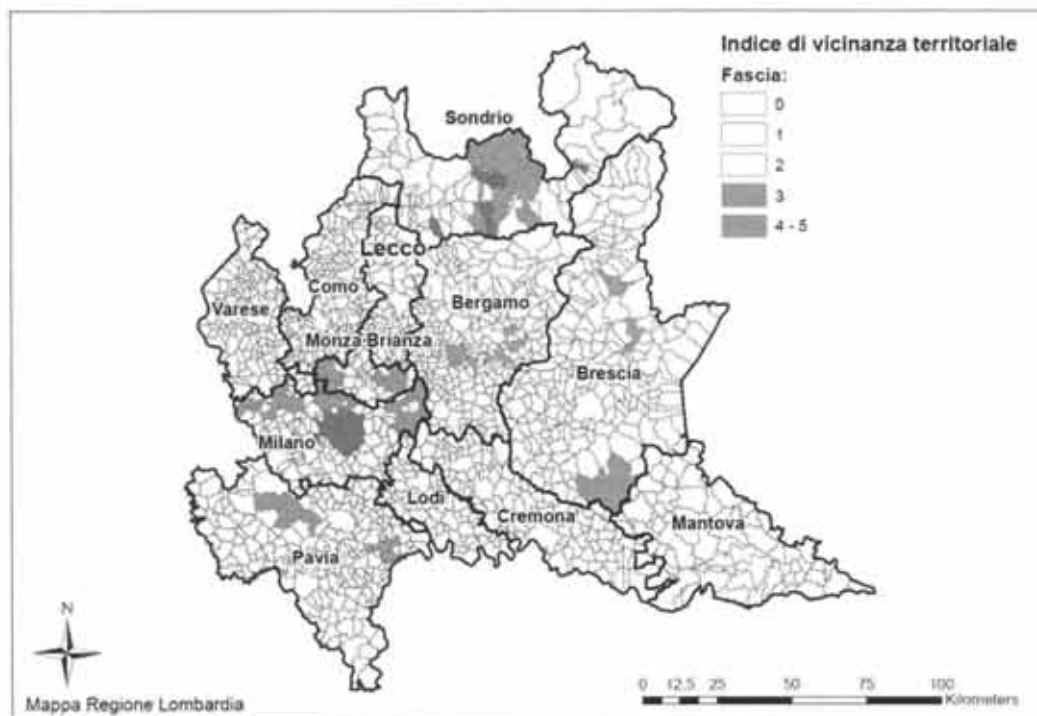 Indice di vicinanza territoriale
Fascia:
0
1
2
3
4 - 5
Sondrio
Lecco
Como
Varese
Bergamo
Monza Brianza
Brescia
Milano
Lodi
Cremona
Mantova
Pavia
N
Mappa Regione Lombardia
0 12,5 25 50 75 100
Kilometers